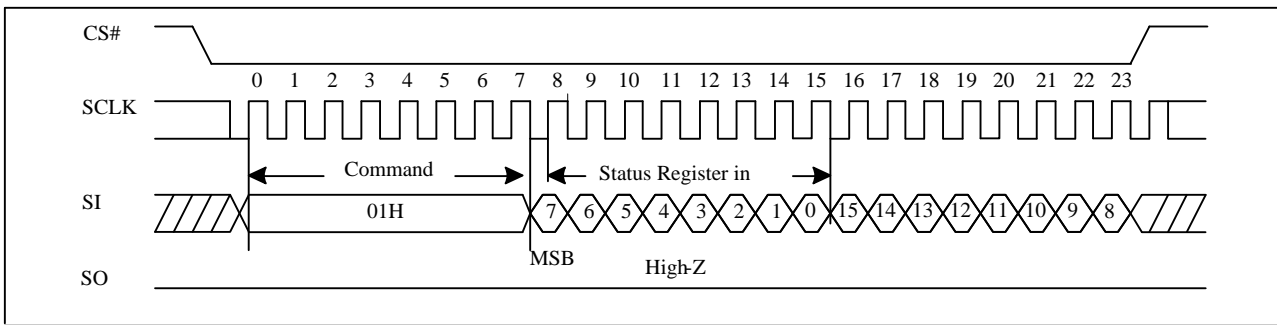 CS#
0 1 2 3 4 5 6 7 8 9 10 11 12 13 14 15 16 17 18 19 20 21 22 23
SCLK
Command Status Register in
SI 01H 7 6 5 4 3 2 1 0 15 14 13 12 11 10 9 8
MSB High-Z
SO